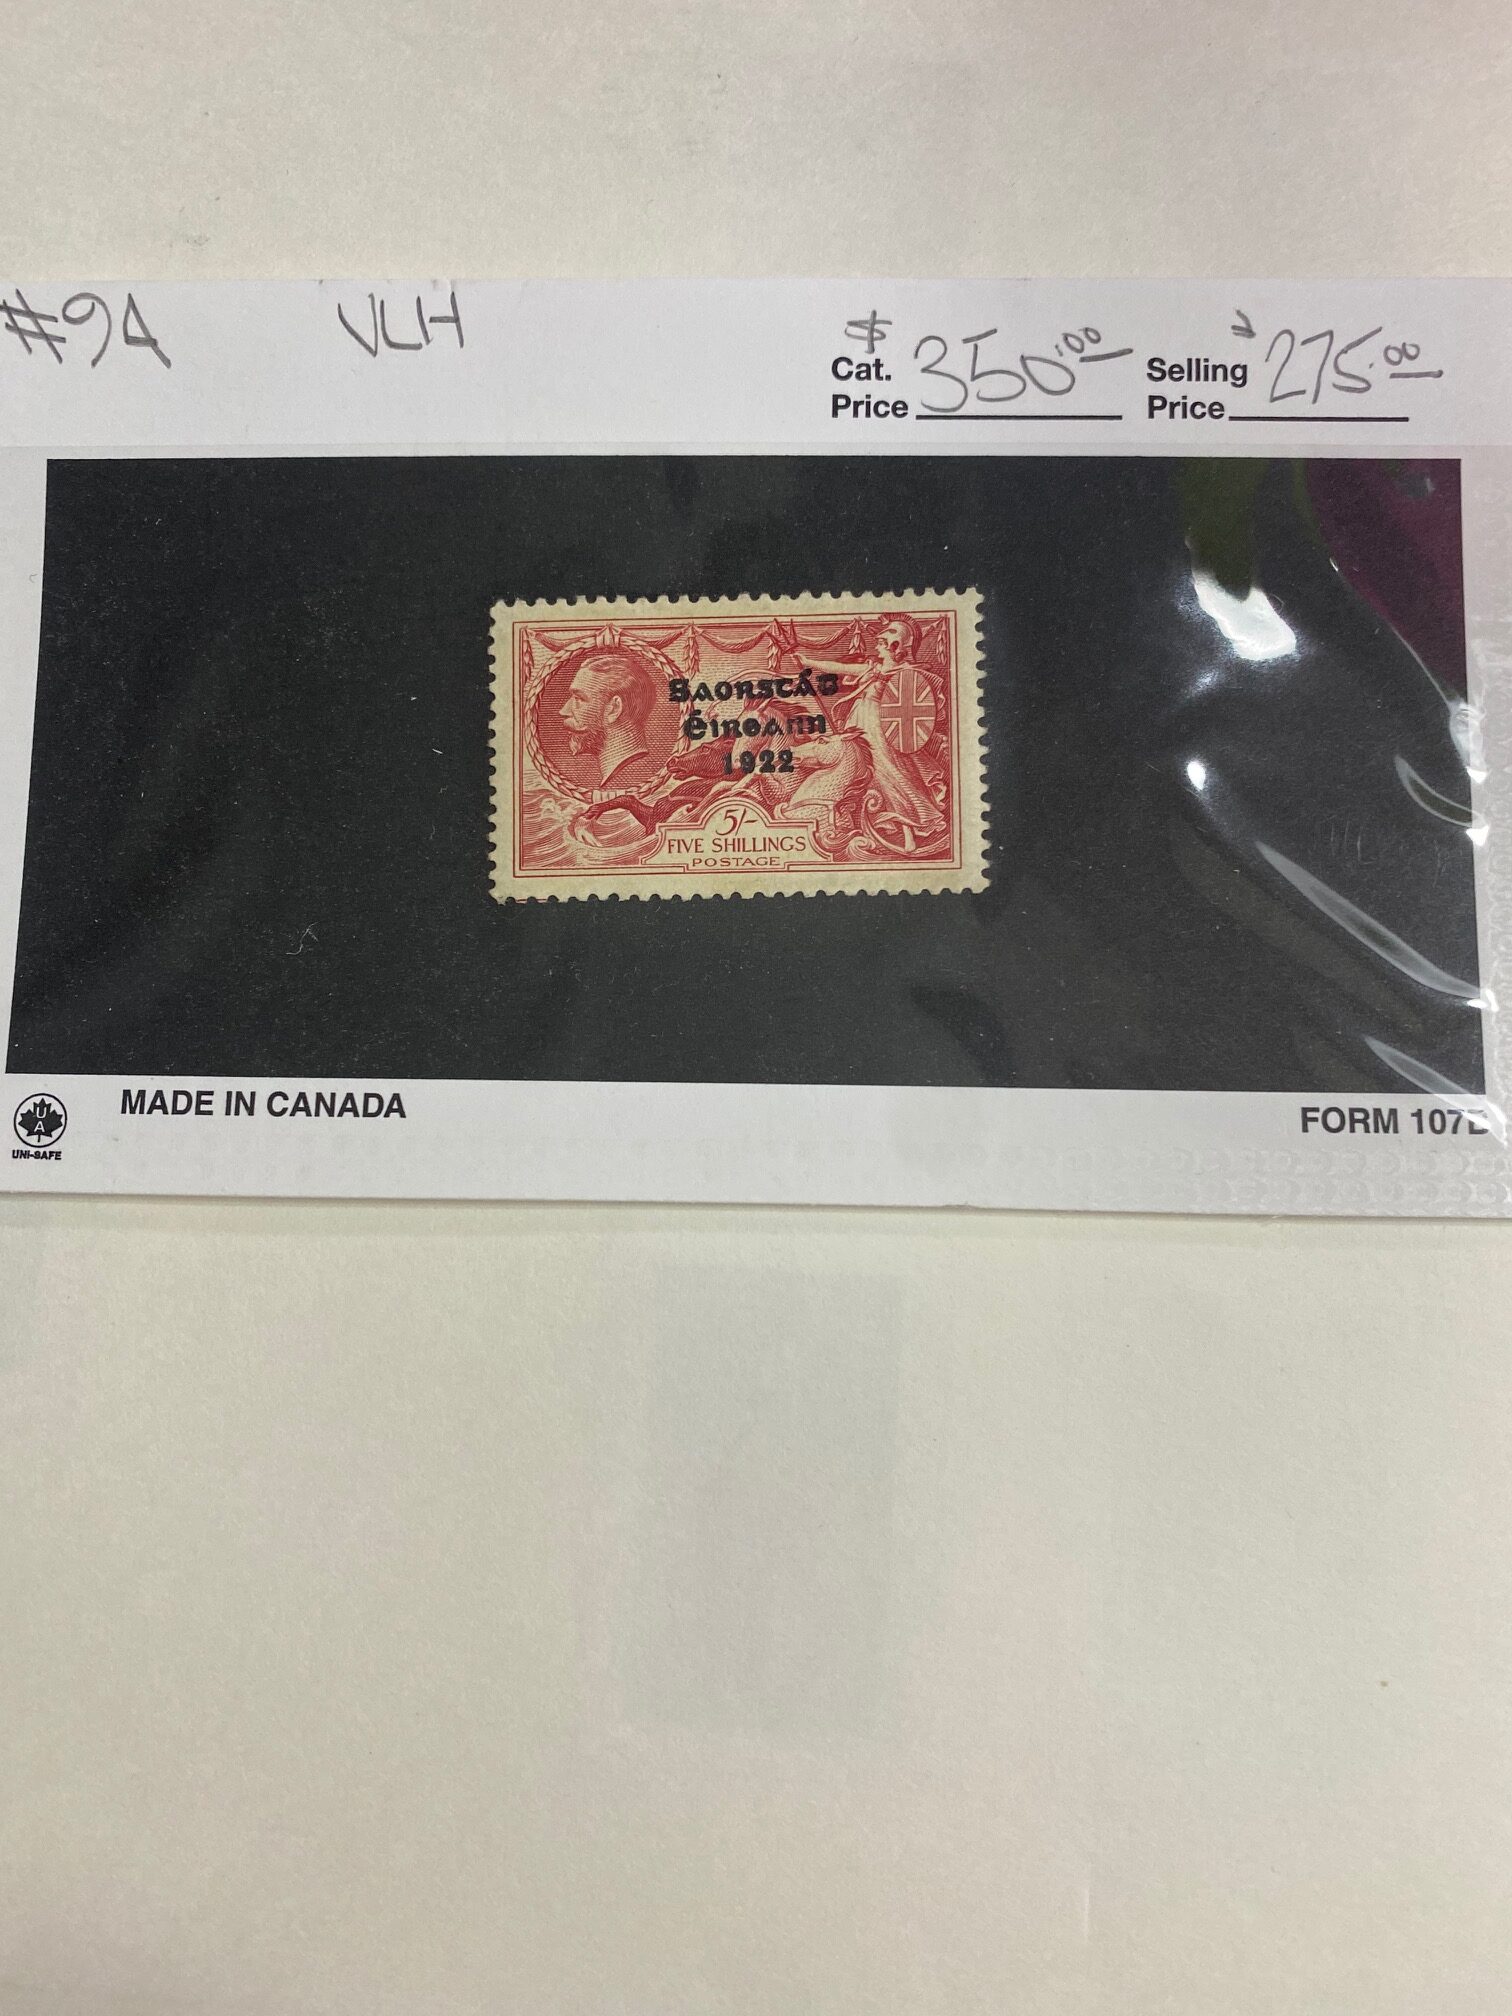 #94 VLH
$ 350.00 $ 275.00
Cat. Price Selling Price
Saorstát
Éireann
1922
5/-
FIVE SHILLINGS
POSTAGE
U A
UNI-SAFE
MADE IN CANADA
FORM 107B